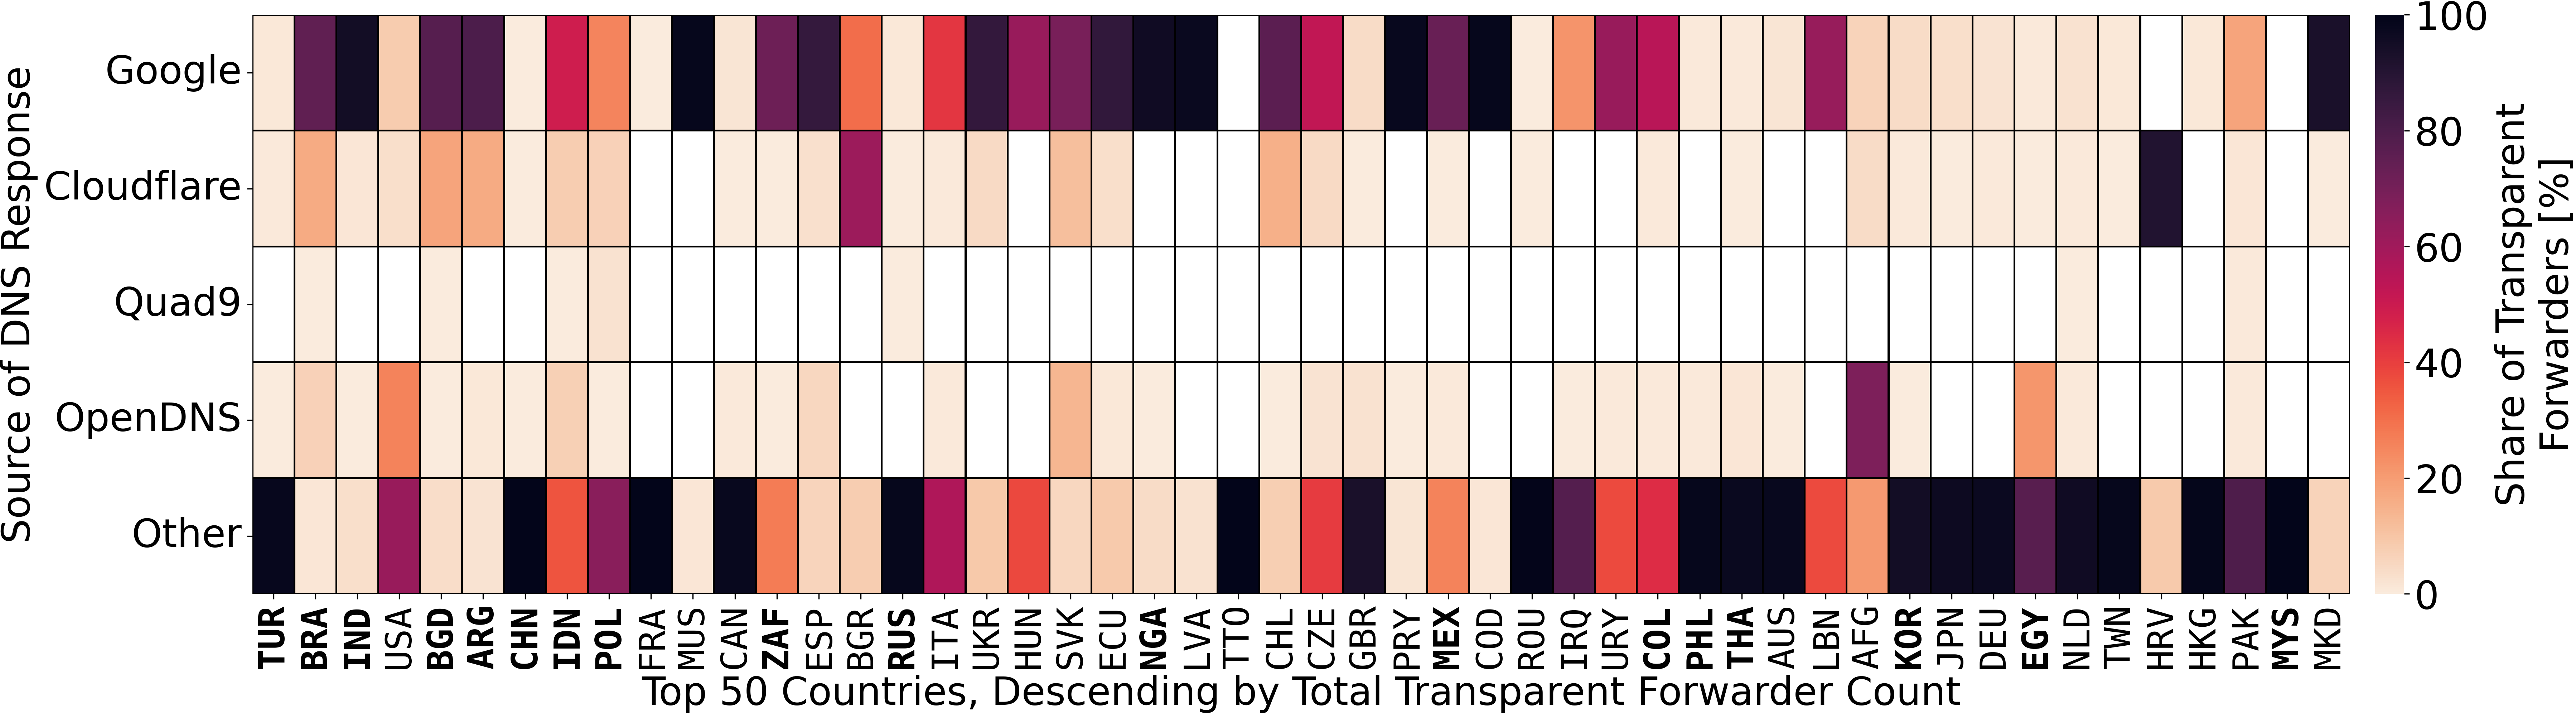 Source of DNS Response
Google
Cloudflare
Quad9
OpenDNS
Other
TUR BRA IND USA BGD ARG CHN IDN POL FRA MUS CAN ZAF ESP BGR RUS ITA UKR HUN SVK ECU NGA LVA TTO CHL CZE GBR PRY MEX COD ROU IRQ URY COL PHL THA AUS LBN AFG KOR JPN DEU EGY NLD TWN HRV HKG PAK MYS MKD
Top 50 Countries, Descending by Total Transparent Forwarder Count
100
80
60
40
20
0
Share of Transparent
Forwarders [%]